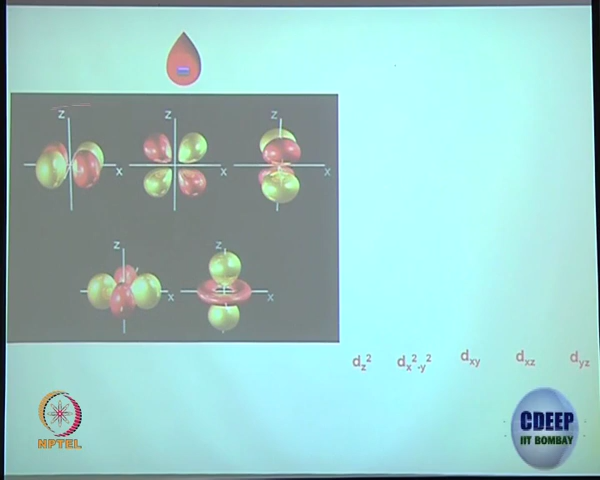 z z z
x x x
z z
x x
d_z² d_x²-y² d_xy d_xz d_yz
NPTEL
CDEEP
IIT BOMBAY